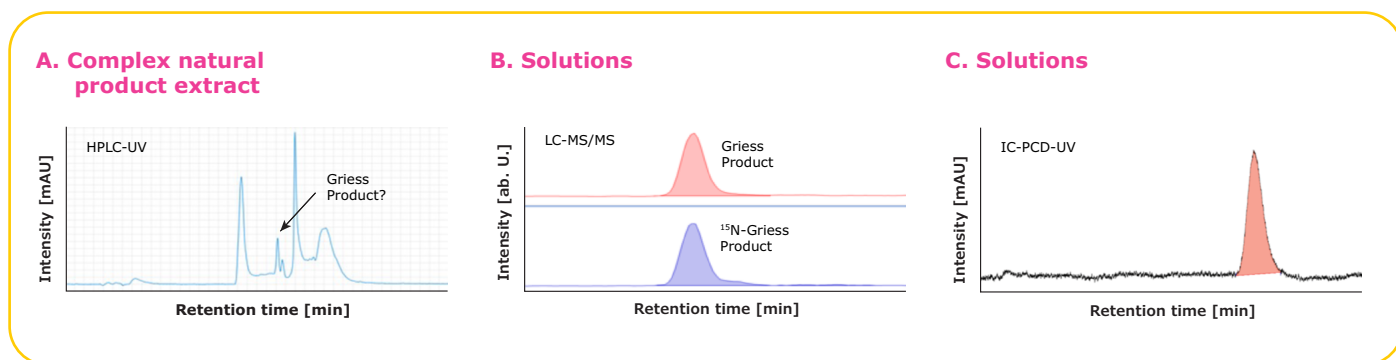 A. Complex natural
product extract
HPLC-UV
Griess
Product?
Intensity [mAU]
Retention time [min]
B. Solutions
LC-MS/MS
Griess
Product
¹⁵N-Griess
Product
Intensity [ab. U.]
Retention time [min]
C. Solutions
IC-PCD-UV
Intensity [mAU]
Retention time [min]